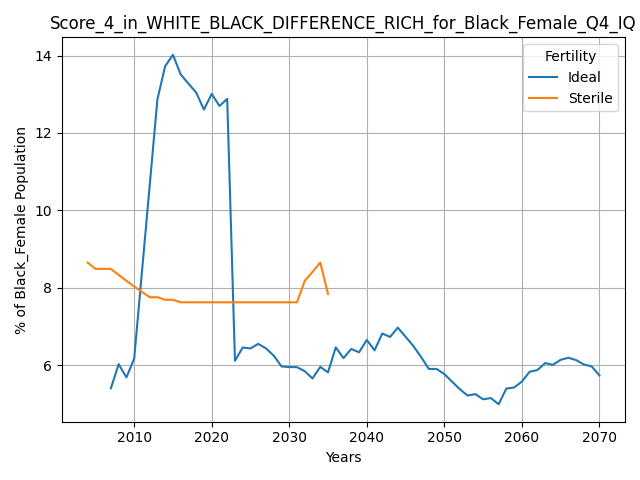 Score_4_in_WHITE_BLACK_DIFFERENCE_RICH_for_Black_Female_Q4_IQ
Fertility
Ideal
Sterile
% of Black_Female Population
14
12
10
8
6
2010 2020 2030 2040 2050 2060 2070
Years